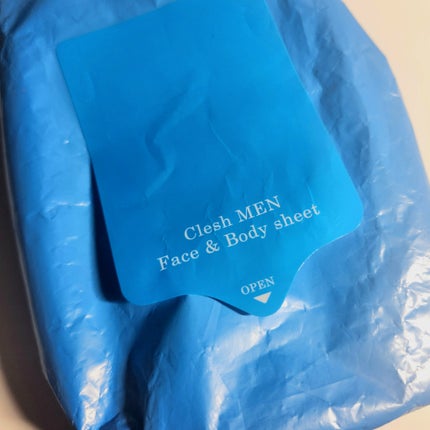 Clesh MEN
Face & Body sheet
OPEN